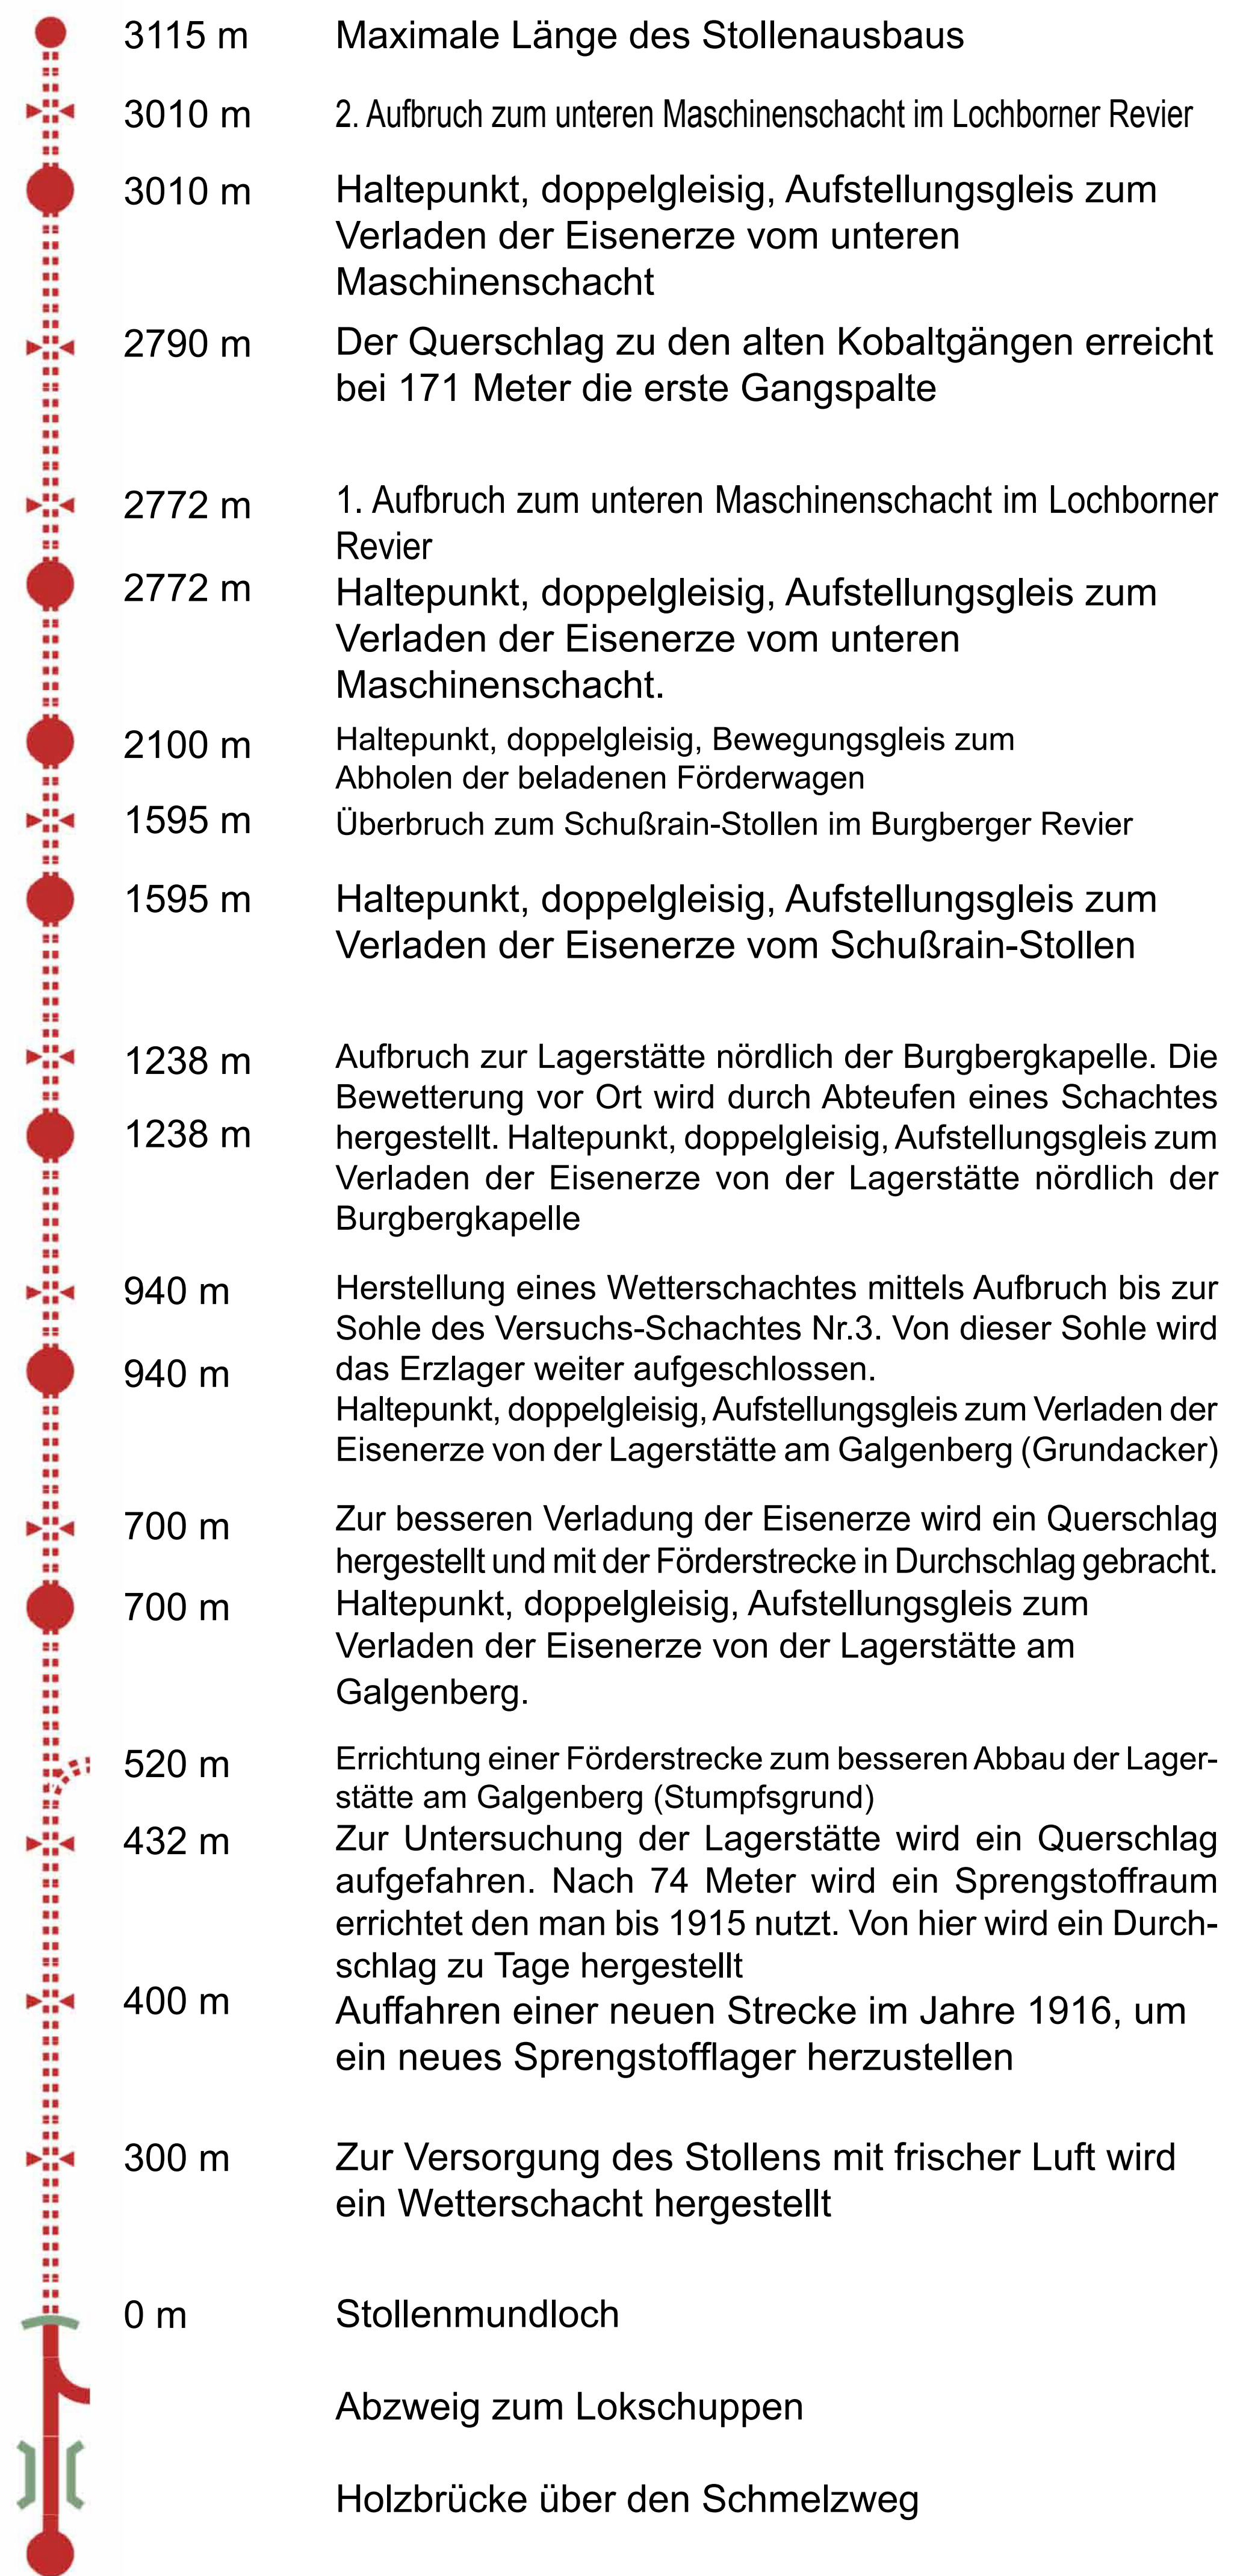 3115 m Maximale Länge des Stollenausbaus
3010 m 2. Aufbruch zum unteren Maschinenschacht im Lochborner Revier
3010 m Haltepunkt, doppelgleisig, Aufstellungsgleis zum
Verladen der Eisenerze vom unteren
Maschinenschacht
2790 m Der Querschlag zu den alten Kobaltgängen erreicht
bei 171 Meter die erste Gangspalte
2772 m 1. Aufbruch zum unteren Maschinenschacht im Lochborner
Revier
2772 m Haltepunkt, doppelgleisig, Aufstellungsgleis zum
Verladen der Eisenerze vom unteren
Maschinenschacht.
2100 m Haltepunkt, doppelgleisig, Bewegungsgleis zum
Abholen der beladenen Förderwagen
1595 m Überbruch zum Schußrain-Stollen im Burgberger Revier
1595 m Haltepunkt, doppelgleisig, Aufstellungsgleis zum
Verladen der Eisenerze vom Schußrain-Stollen
1238 m Aufbruch zur Lagerstätte nördlich der Burgbergkapelle. Die
Bewetterung vor Ort wird durch Abteufen eines Schachtes
1238 m hergestellt. Haltepunkt, doppelgleisig, Aufstellungsgleis zum
Verladen der Eisenerze von der Lagerstätte nördlich der
Burgbergkapelle
940 m Herstellung eines Wetterschachtes mittels Aufbruch bis zur
Sohle des Versuchs-Schachtes Nr.3. Von dieser Sohle wird
940 m das Erzlager weiter aufgeschlossen.
Haltepunkt, doppelgleisig, Aufstellungsgleis zum Verladen der
Eisenerze von der Lagerstätte am Galgenberg (Grundacker)
700 m Zur besseren Verladung der Eisenerze wird ein Querschlag
hergestellt und mit der Förderstrecke in Durchschlag gebracht.
700 m Haltepunkt, doppelgleisig, Aufstellungsgleis zum
Verladen der Eisenerze von der Lagerstätte am
Galgenberg.
520 m Errichtung einer Förderstrecke zum besseren Abbau der Lager-
stätte am Galgenberg (Stumpfsgrund)
432 m Zur Untersuchung der Lagerstätte wird ein Querschlag
aufgefahren. Nach 74 Meter wird ein Sprengstoffraum
errichtet den man bis 1915 nutzt. Von hier wird ein Durch-
schlag zu Tage hergestellt
400 m Auffahren einer neuen Strecke im Jahre 1916, um
ein neues Sprengstofflager herzustellen
300 m Zur Versorgung des Stollens mit frischer Luft wird
ein Wetterschacht hergestellt
0 m Stollenmundloch
Abzweig zum Lokschuppen
Holzbrücke über den Schmelzweg